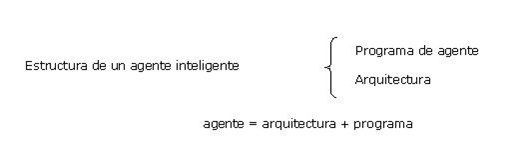 Programa de agente
Estructura de un agente inteligente
Arquitectura
agente = arquitectura + programa